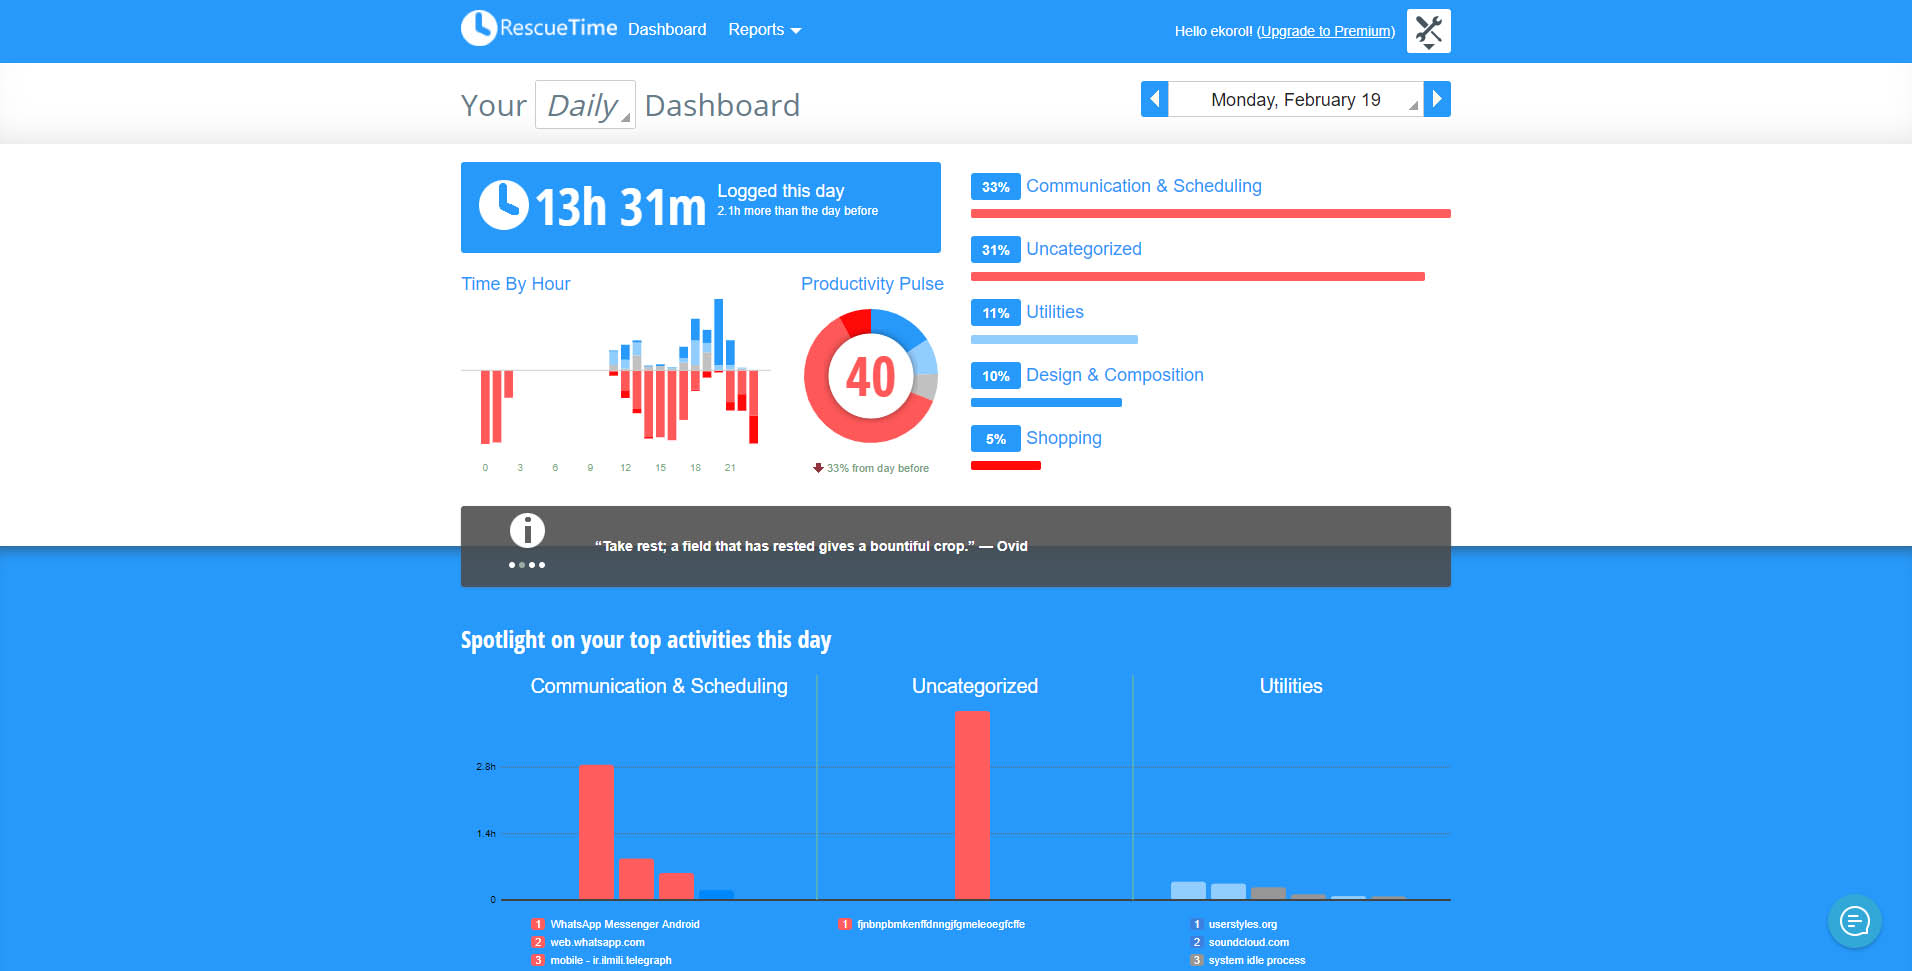 RescueTime Dashboard Reports
Hello ekorol! (Upgrade to Premium)
Your Daily Dashboard
Monday, February 19
13h 31m
Logged this day
2.1h more than the day before
Time By Hour
0 3 6 9 12 15 18 21
Productivity Pulse
40
33% from day before
33% Communication & Scheduling
31% Uncategorized
11% Utilities
10% Design & Composition
5% Shopping
“Take rest; a field that has rested gives a bountiful crop.” — Ovid
Spotlight on your top activities this day
Communication & Scheduling
Uncategorized
Utilities
2.8h
1.4h
0
1 WhatsApp Messenger Android
2 web.whatsapp.com
3 mobile - ir.ilmili.telegraph
1 fjnbnpbmkenffdnngjfgmeleoegfcffe
1 userstyles.org
2 soundcloud.com
3 system idle process